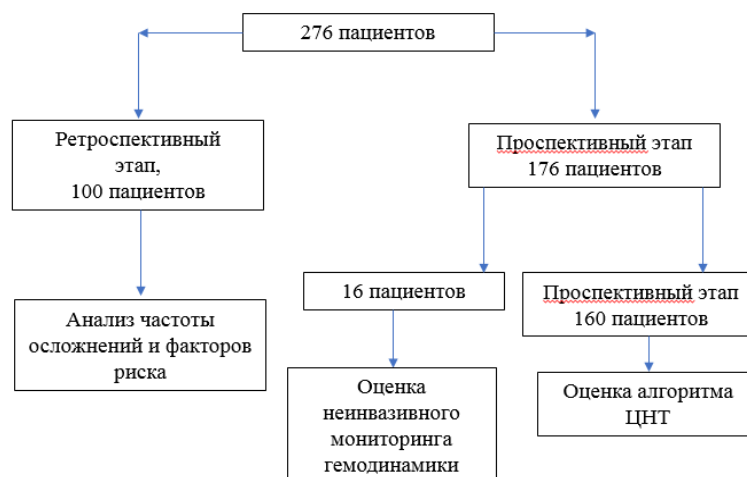 276 пациентов
Ретроспективный
этап,
100 пациентов
Проспективный этап
176 пациентов
Анализ частоты
осложнений и факторов
риска
16 пациентов
Проспективный этап
160 пациентов
Оценка
неинвазивного
мониторинга
гемодинамики
Оценка алгоритма
ЦНТ